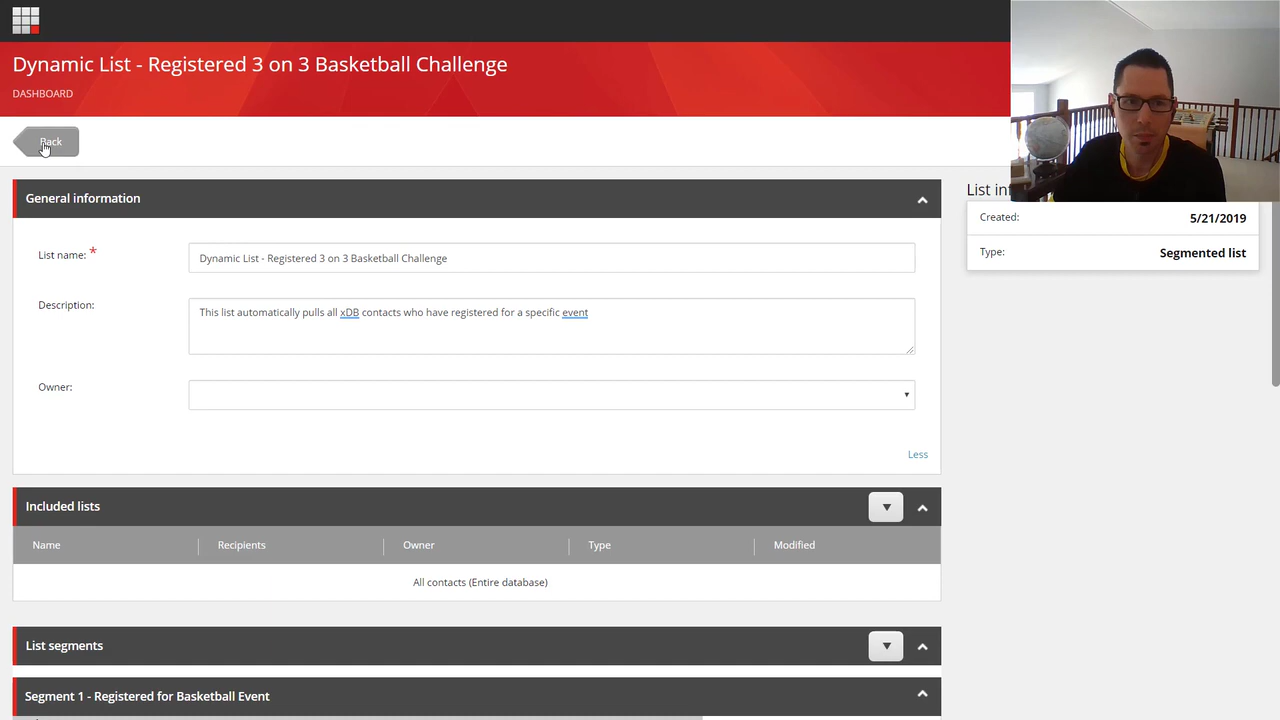 Dynamic List - Registered 3 on 3 Basketball Challenge
DASHBOARD
Back
General information
List name: *
Dynamic List - Registered 3 on 3 Basketball Challenge
Description:
This list automatically pulls all xDB contacts who have registered for a specific event
Owner:
Less
List
Created: 5/21/2019
Type: Segmented list
Included lists
Name Recipients Owner Type Modified
All contacts (Entire database)
List segments
Segment 1 - Registered for Basketball Event